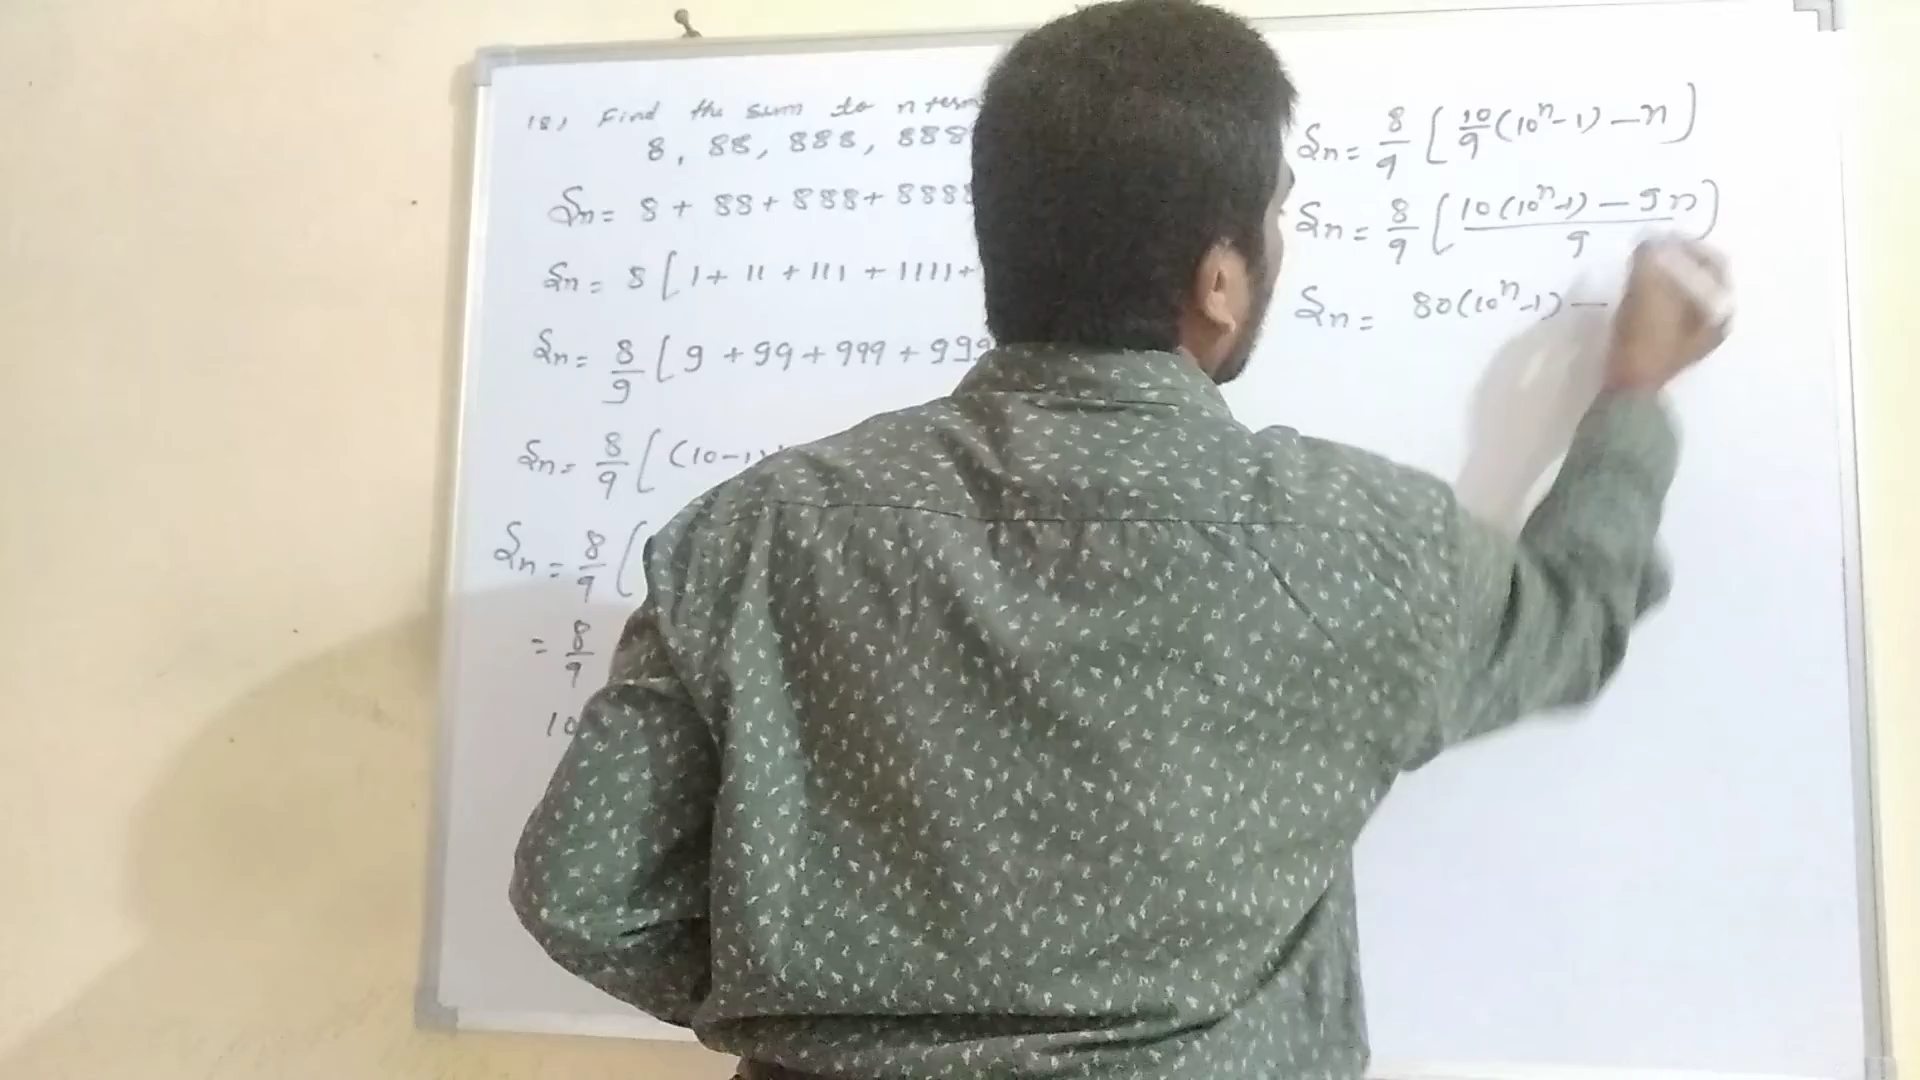 18) Find the sum to n term
8, 88, 888, 888
Sn = 8 + 88 + 888 + 8888
Sn = 8 [ 1 + 11 + 111 + 1111 +
Sn = 8/9 [ 9 + 99 + 999 + 999
Sn = 8/9 [ (10-1)
Sn = 8/9 [
= 8/9
10
Sn = 8/9 [ 10/9 (10^n - 1) - n ]
Sn = 8/9 [ (10(10^n - 1) - 9n)/9 ]
Sn = 80(10^n - 1) -